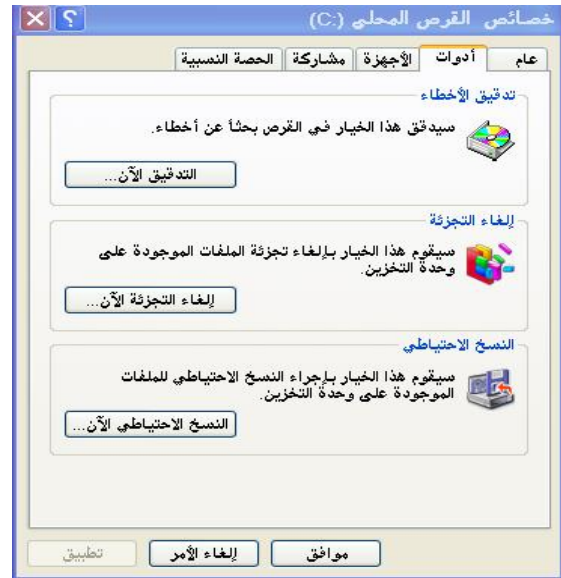 خصائص القرص المحلي (C:)
عام
أدوات
الأجهزة
مشاركة
الحصة النسبية
تدقيق الأخطاء
سيدقق هذا الخيار في القرص بحثاً عن أخطاء.
التدقيق الآن...
إلغاء التجزئة
سيقوم هذا الخيار بإلغاء تجزئة الملفات الموجودة على
وحدة التخزين.
إلغاء التجزئة الآن...
النسخ الاحتياطي
سيقوم هذا الخيار بإجراء النسخ الاحتياطي للملفات
الموجودة على وحدة التخزين.
النسخ الاحتياطي الآن...
موافق
إلغاء الأمر
تطبيق